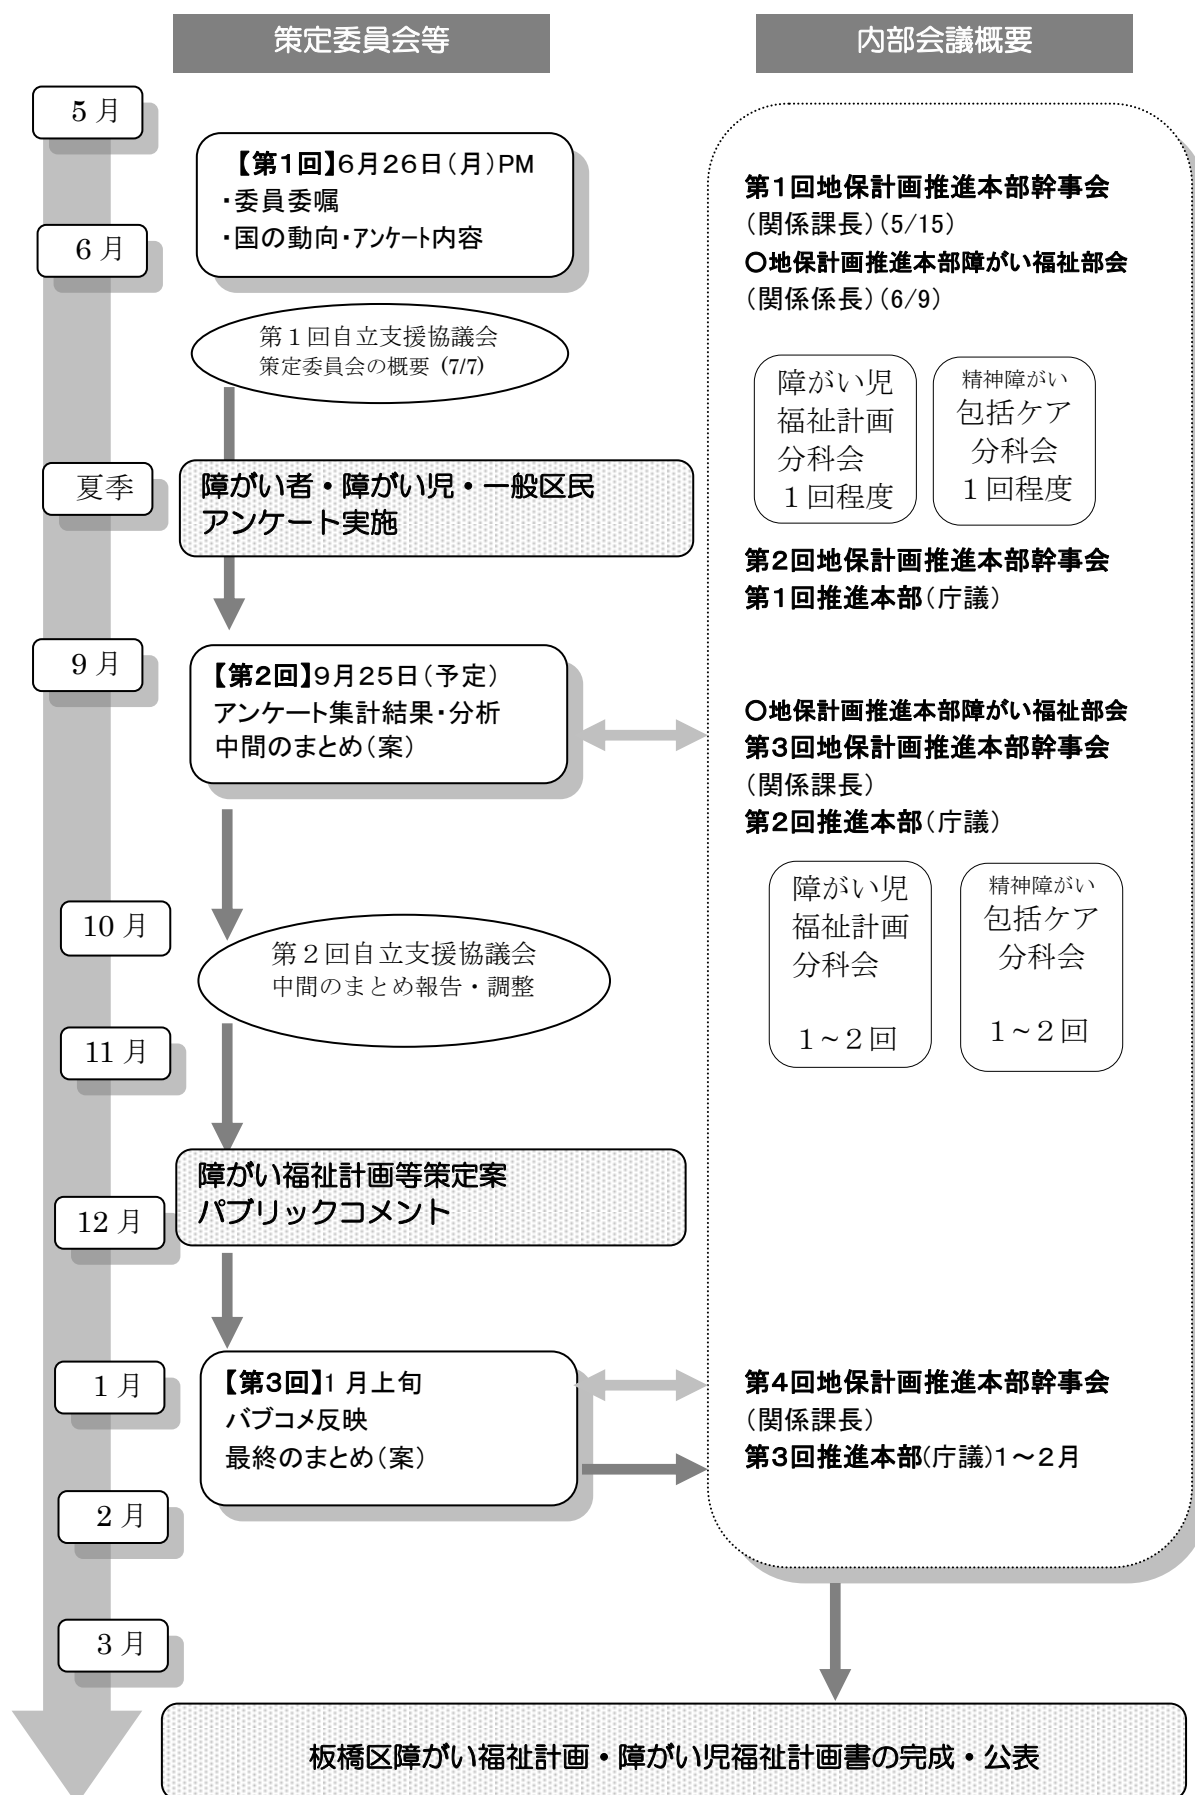 策定委員会等
内部会議概要
5月
【第1回】6月26日(月)PM
・委員委嘱
・国の動向・アンケート内容
6月
第1回自立支援協議会
策定委員会の概要 (7/7)
夏季
障がい者・障がい児・一般区民
アンケート実施
9月
【第2回】9月25日(予定)
アンケート集計結果・分析
中間のまとめ(案)
10月
第2回自立支援協議会
中間のまとめ報告・調整
11月
障がい福祉計画等策定案
パブリックコメント
12月
1月
【第3回】1月上旬
バブコメ反映
最終のまとめ(案)
2月
3月
第1回地保計画推進本部幹事会
(関係課長)(5/15)
〇地保計画推進本部障がい福祉部会
(関係係長)(6/9)
障がい児
福祉計画
分科会
1回程度
精神障がい
包括ケア
分科会
1回程度
第2回地保計画推進本部幹事会
第1回推進本部(庁議)
〇地保計画推進本部障がい福祉部会
第3回地保計画推進本部幹事会
(関係課長)
第2回推進本部(庁議)
障がい児
福祉計画
分科会
1~2回
精神障がい
包括ケア
分科会
1~2回
第4回地保計画推進本部幹事会
(関係課長)
第3回推進本部(庁議)1~2月
板橋区障がい福祉計画・障がい児福祉計画書の完成・公表